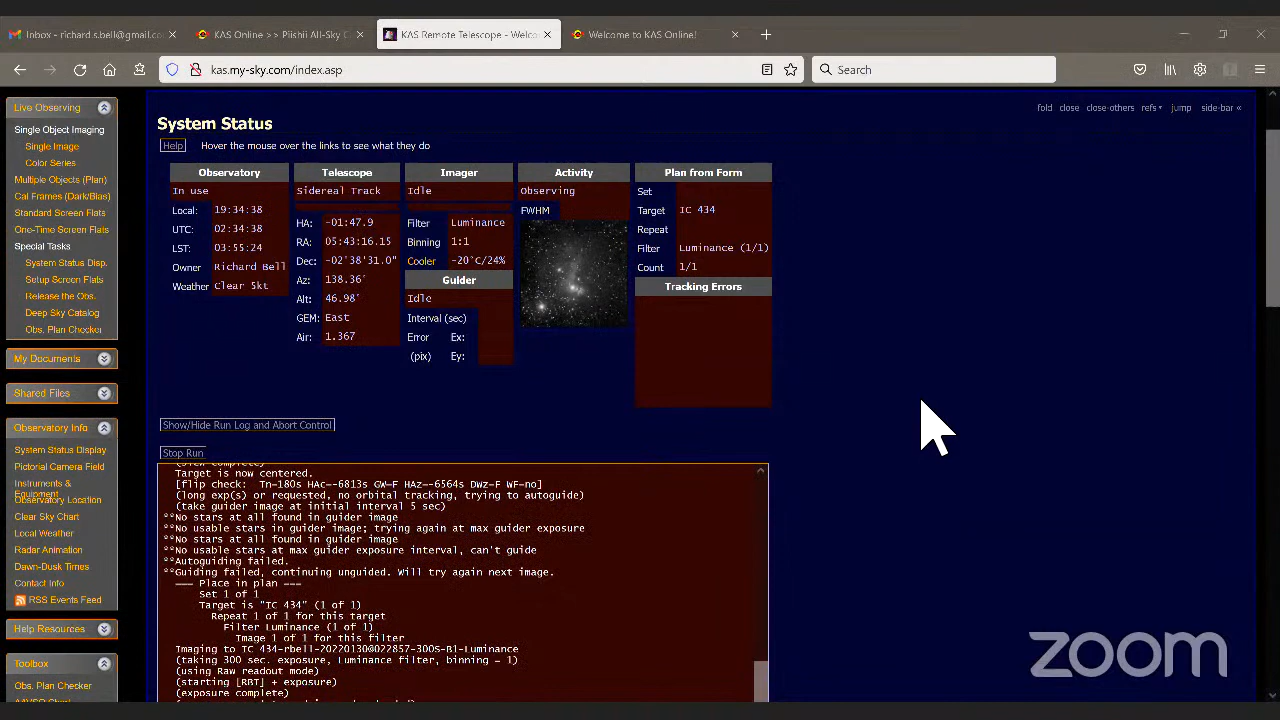 Inbox - richard.s.bell@gmail.co
KAS Online >> Piishii All-Sky C
KAS Remote Telescope - Welco
Welcome to KAS Online!
kas.my-sky.com/index.asp
Search
fold close close-others refs jump side-bar «
Live Observing
Single Object Imaging
Single Image
Color Series
Multiple Objects (Plan)
Cal Frames (Dark/Bias)
Standard Screen Flats
One-Time Screen Flats
Special Tasks
System Status Disp.
Setup Screen Flats
Release the Obs.
Deep Sky Catalog
Obs. Plan Checker
My Documents
Shared Files
Observatory Info
System Status Display
Pictorial Camera Field
Instruments &
Equipment
Observatory Location
Clear Sky Chart
Local Weather
Radar Animation
Dawn-Dusk Times
Contact Info
RSS Events Feed
Help Resources
Toolbox
Obs. Plan Checker
System Status
Help Hover the mouse over the links to see what they do
Observatory
In use
Local: 19:34:38
UTC: 02:34:38
LST: 03:55:24
Owner Richard Bell
Weather Clear 5kt
Telescope
Sidereal Track
HA: -01:47.9
RA: 05:43:16.15
Dec: -02°38'31.0"
Az: 138.36°
Alt: 46.98°
GEM: East
Air: 1.367
Imager
Idle
Filter Luminance
Binning 1:1
Cooler -20°c/24%
Guider
Idle
Interval (sec)
Error Ex:
(pix) Ey:
Activity
Observing
FWHM
Plan from Form
Set
Target IC 434
Repeat
Filter Luminance (1/1)
Count 1/1
Tracking Errors
Show/Hide Run Log and Abort Control
Stop Run
(slew complete)
Target is now centered.
[flip check: Tn-180s HAc--6813s GW-F HAz--6564s DWz-F WF-no]
(long exp(s) or requested, no orbital tracking, trying to autoguide)
(take guider image at initial interval 5 sec)
**No stars at all found in guider image
**No usable stars in guider image; trying again at max guider exposure
**No stars at all found in guider image
**No usable stars at max guider exposure interval, can't guide
**Autoguiding failed.
**Guiding failed, continuing unguided. Will try again next image.
--- Place in plan ---
Set 1 of 1
Target is "IC 434" (1 of 1)
Repeat 1 of 1 for this target
Filter Luminance (1 of 1)
Image 1 of 1 for this filter
Imaging to IC 434-rbell-20220130@022857-300S-B1-Luminance
(taking 300 sec. exposure, Luminance filter, binning = 1)
(using Raw readout mode)
(starting [RBT] + exposure)
(exposure complete)
zoom